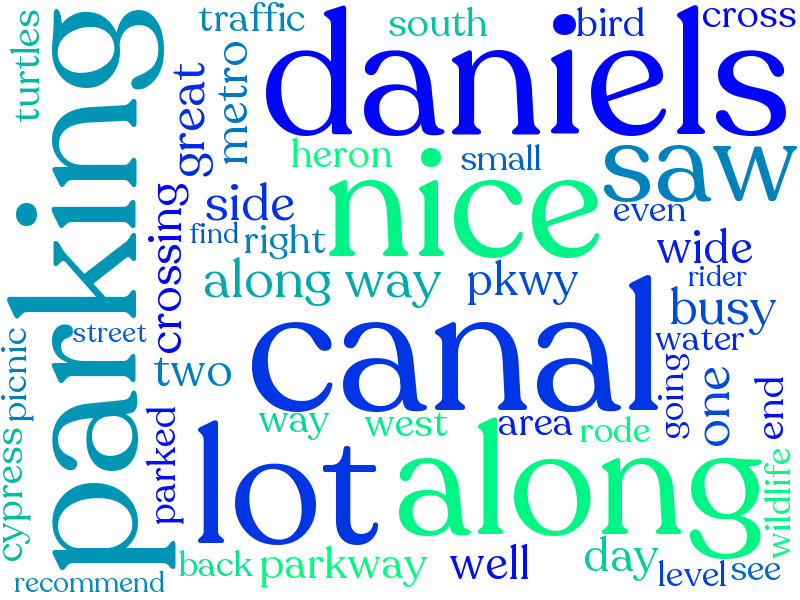 turtles
parking
traffic
south
bird
cross
daniels
great
metro
heron
small
saw
nice
even
crossing
side
find
right
wide
rider
along way
pkwy
busy
street
canal
water
picnic
two
going
one
end
way
west
area
rode
cypress
parked
lot
along
wildlife
back
parkway
well
day
level
see
recommend